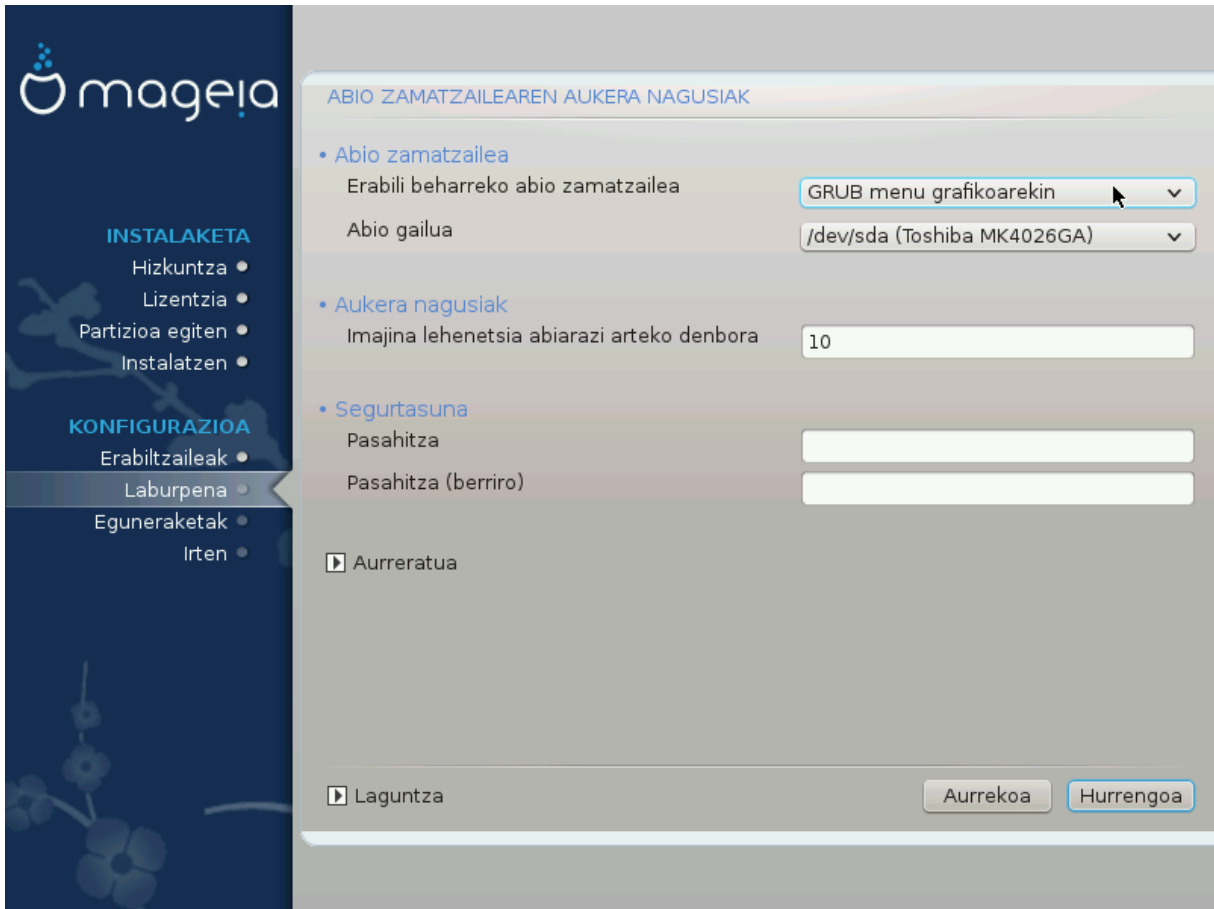 mageia
INSTALAKETA
Hizkuntza
Lizentzia
Partizioa egiten
Instalatzen
KONFIGURAZIOA
Erabiltzaileak
Laburpena
Eguneraketak
Irten
ABIO ZAMATZAILEAREN AUKERA NAGUSIAK
• Abio zamatzailea
Erabili beharreko abio zamatzailea
GRUB menu grafikoarekin
Abio gailua
/dev/sda (Toshiba MK4026GA)
• Aukera nagusiak
Imajina lehenetsia abiarazi arteko denbora
10
• Segurtasuna
Pasahitza
Pasahitza (berriro)
Aurreratua
Laguntza
Aurrekoa
Hurrengoa